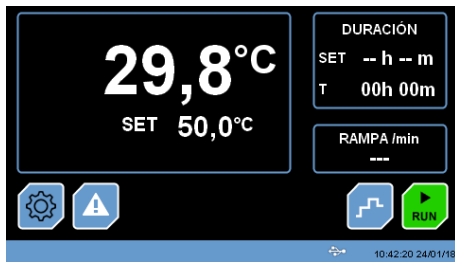 29,8°C
SET 50,0°C
DURACIÓN
SET -- h -- m
T 00h 00m
RAMPA /min
---
RUN
10:42:20 24/01/18